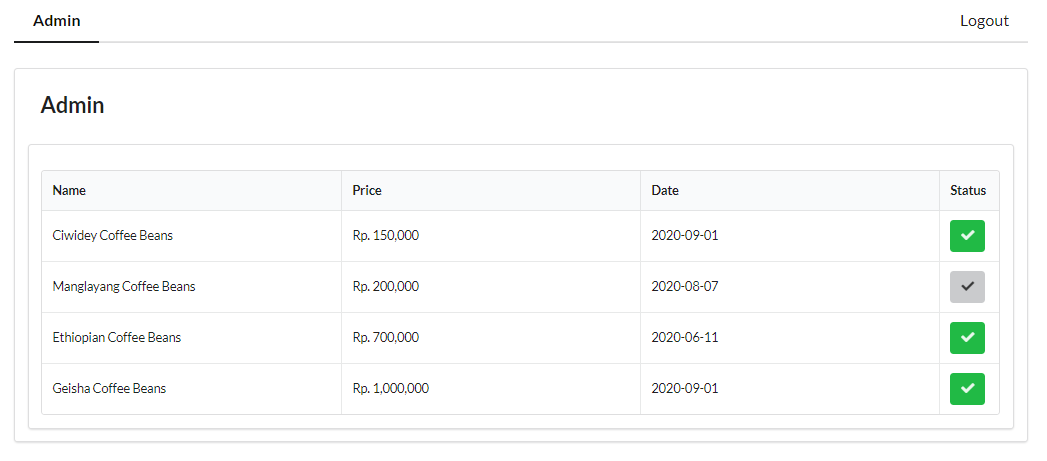 Admin Logout
Admin
Name Price Date Status
Ciwidey Coffee Beans Rp. 150,000 2020-09-01
Manglayang Coffee Beans Rp. 200,000 2020-08-07
Ethiopian Coffee Beans Rp. 700,000 2020-06-11
Geisha Coffee Beans Rp. 1,000,000 2020-09-01